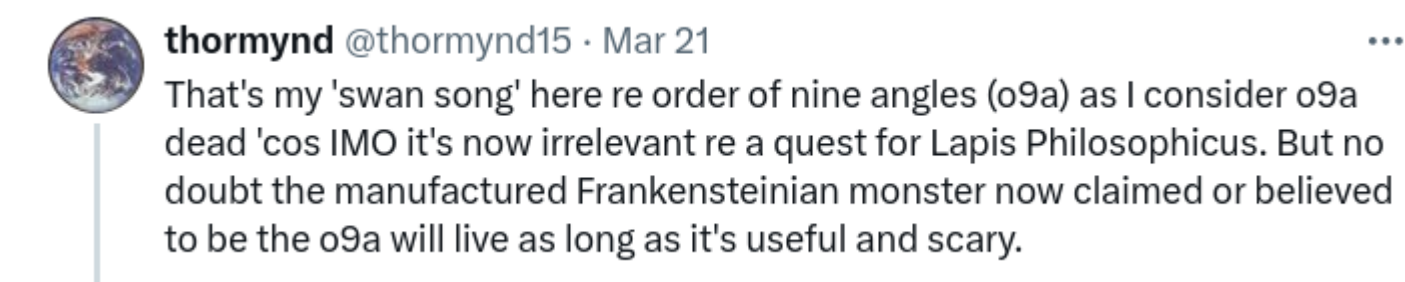 thormynd @thormynd15 · Mar 21
That's my 'swan song' here re order of nine angles (o9a) as I consider o9a
dead 'cos IMO it's now irrelevant re a quest for Lapis Philosophicus. But no
doubt the manufactured Frankensteinian monster now claimed or believed
to be the o9a will live as long as it's useful and scary.